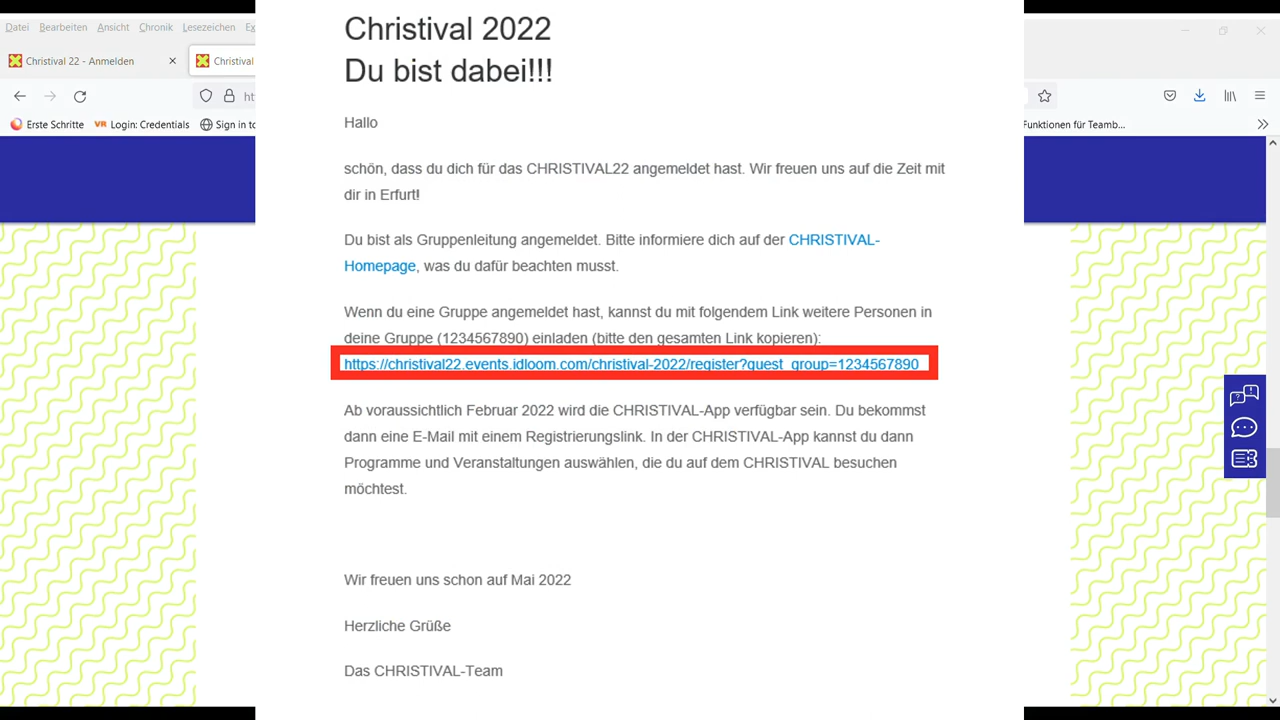 Datei Bearbeiten Ansicht Chronik Lesezeichen Ex
Christival 22 - Anmelden
Christival
Erste Schritte
Login: Credentials
Sign in to
Funktionen für Teamb...
Christival 2022
Du bist dabei!!!
Hallo
schön, dass du dich für das CHRISTIVAL22 angemeldet hast. Wir freuen uns auf die Zeit mit
dir in Erfurt!
Du bist als Gruppenleitung angemeldet. Bitte informiere dich auf der CHRISTIVAL-
Homepage, was du dafür beachten musst.
Wenn du eine Gruppe angemeldet hast, kannst du mit folgendem Link weitere Personen in
deine Gruppe (1234567890) einladen (bitte den gesamten Link kopieren):
https://christival22.events.idloom.com/christival-2022/register?guest_group=1234567890
Ab voraussichtlich Februar 2022 wird die CHRISTIVAL-App verfügbar sein. Du bekommst
dann eine E-Mail mit einem Registrierungslink. In der CHRISTIVAL-App kannst du dann
Programme und Veranstaltungen auswählen, die du auf dem CHRISTIVAL besuchen
möchtest.
Wir freuen uns schon auf Mai 2022
Herzliche Grüße
Das CHRISTIVAL-Team